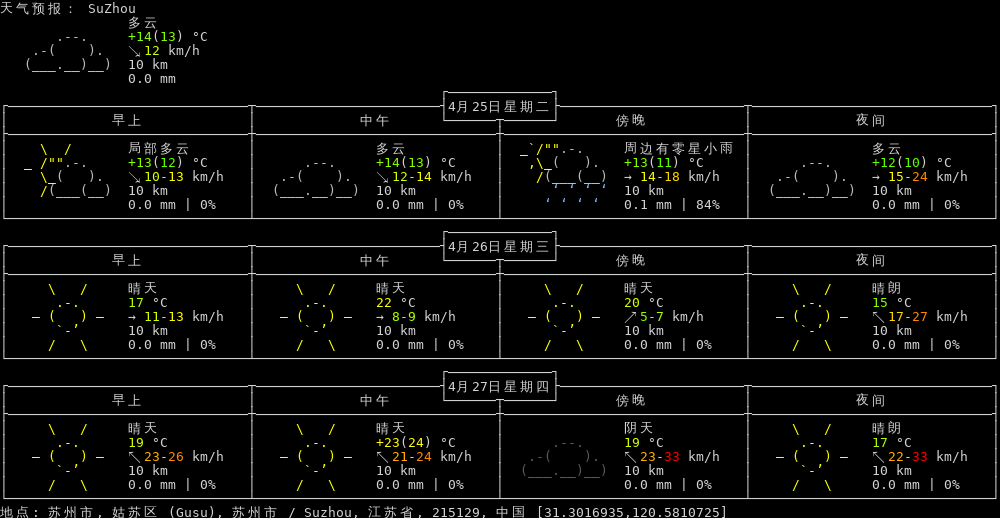 天气预报: SuZhou
多云
+14(13) °C
↘ 12 km/h
10 km
0.0 mm
4月25日星期二
早上 中午 傍晚 夜间
局部多云 多云 周边有零星小雨 多云
+13(12) °C +14(13) °C +13(11) °C +12(10) °C
↘ 10-13 km/h ↘ 12-14 km/h → 14-18 km/h → 15-24 km/h
10 km 10 km 10 km 10 km
0.0 mm | 0% 0.0 mm | 0% 0.1 mm | 84% 0.0 mm | 0%
4月26日星期三
早上 中午 傍晚 夜间
晴天 晴天 晴天 晴朗
17 °C 22 °C 20 °C 15 °C
→ 11-13 km/h → 8-9 km/h ↗ 5-7 km/h ↖ 17-27 km/h
10 km 10 km 10 km 10 km
0.0 mm | 0% 0.0 mm | 0% 0.0 mm | 0% 0.0 mm | 0%
4月27日星期四
早上 中午 傍晚 夜间
晴天 晴天 阴天 晴朗
19 °C +23(24) °C 19 °C 17 °C
↖ 23-26 km/h ↖ 21-24 km/h ↖ 23-33 km/h ↖ 22-33 km/h
10 km 10 km 10 km 10 km
0.0 mm | 0% 0.0 mm | 0% 0.0 mm | 0% 0.0 mm | 0%
地点: 苏州市, 姑苏区 (Gusu), 苏州市 / Suzhou, 江苏省, 215129, 中国 [31.3016935,120.5810725]